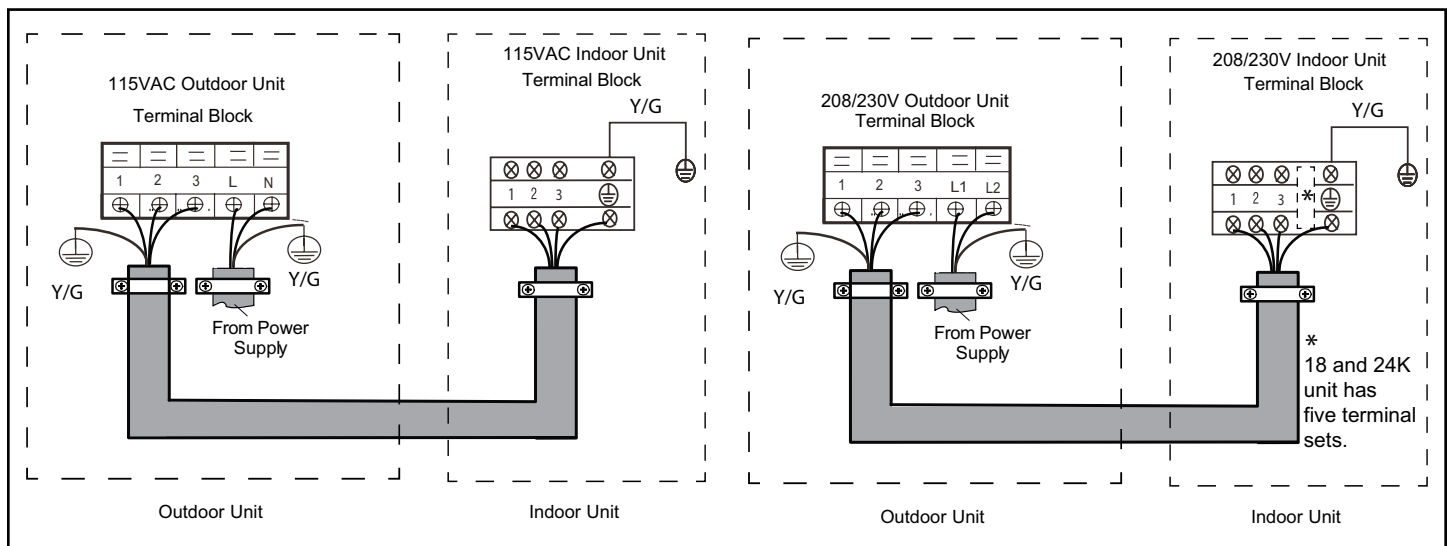 115VAC Outdoor Unit
Terminal Block
1 2 3 L N
Y/G
Y/G
From Power
Supply
Outdoor Unit
115VAC Indoor Unit
Terminal Block
Y/G
1 2 3
Indoor Unit
208/230V Outdoor Unit
Terminal Block
1 2 3 L1 L2
Y/G
Y/G
From Power
Supply
Outdoor Unit
208/230V Indoor Unit
Terminal Block
Y/G
1 2 3 *
*
18 and 24K
unit has
five terminal
sets.
Indoor Unit